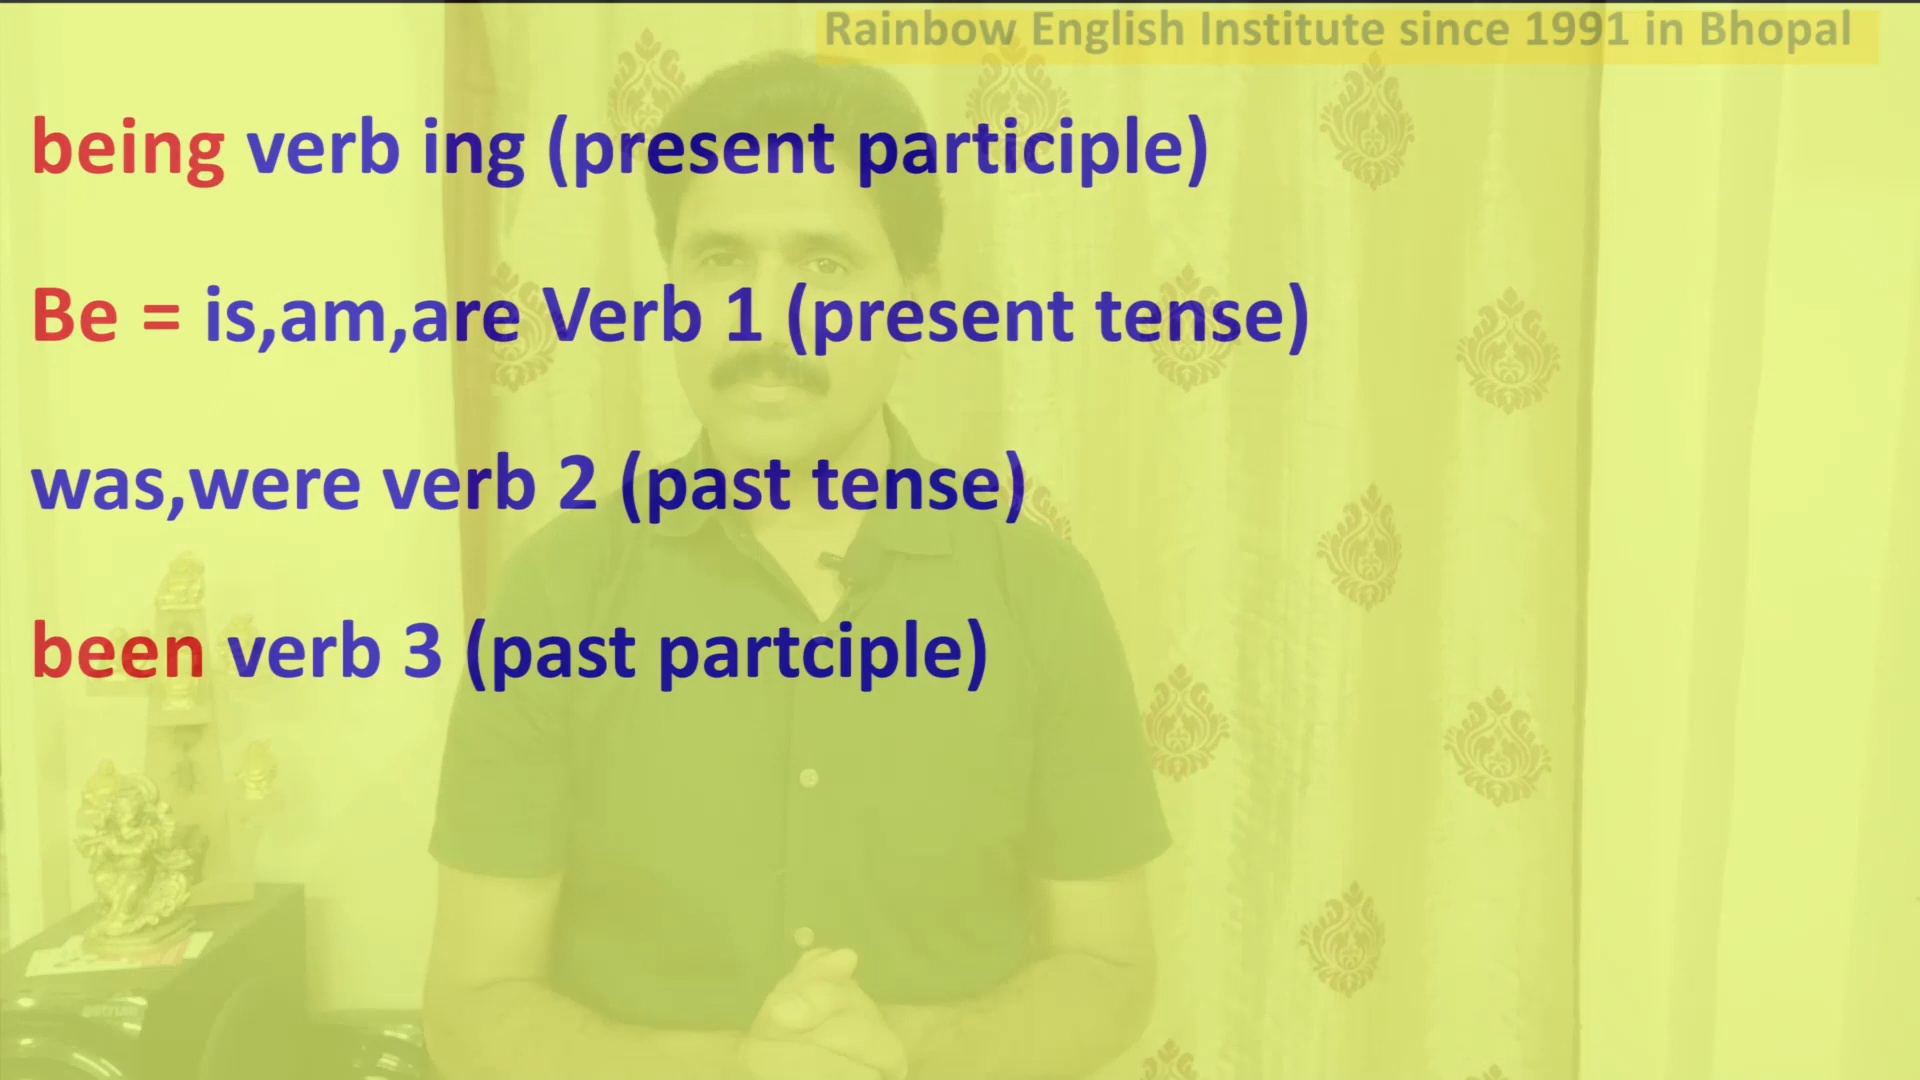 Rainbow English Institute since 1991 in Bhopal
being verb ing (present participle)
Be = is,am,are Verb 1 (present tense)
was,were verb 2 (past tense)
been verb 3 (past partciple)